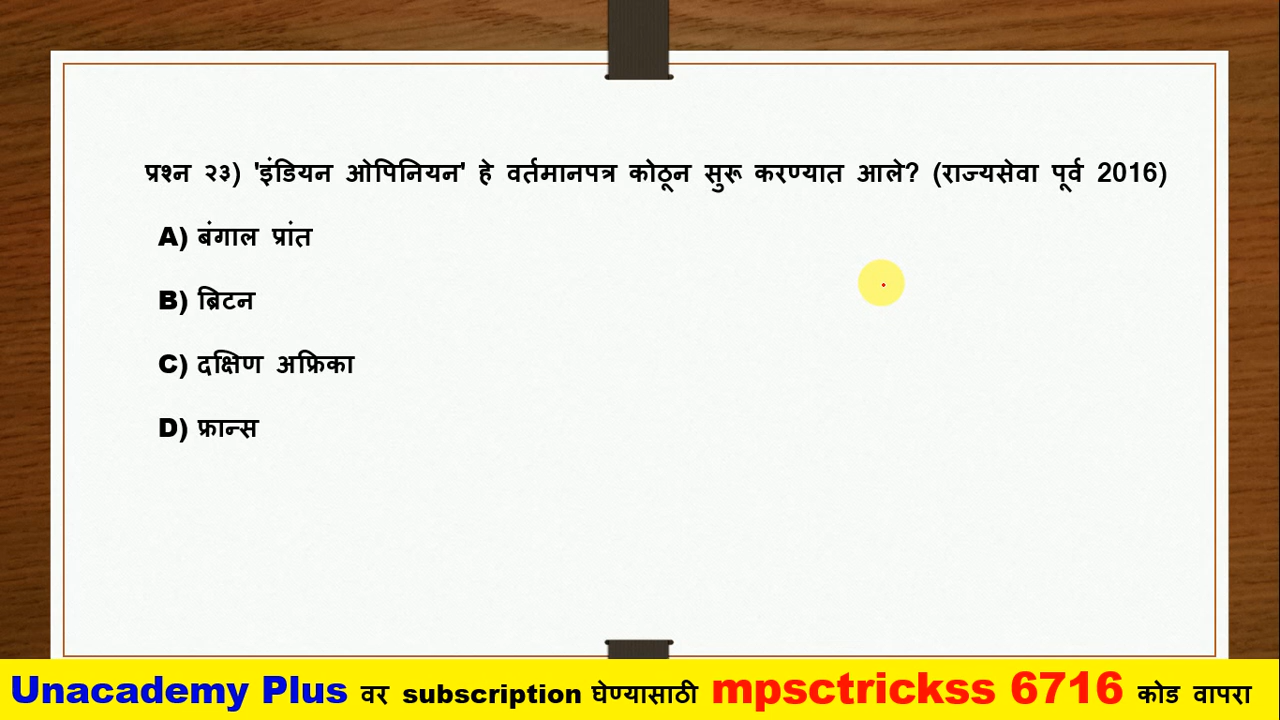 प्रश्न २३) 'इंडियन ओपिनियन' हे वर्तमानपत्र कोठून सुरू करण्यात आले? (राज्यसेवा पूर्व 2016)
A) बंगाल प्रांत
B) ब्रिटन
C) दक्षिण अफ्रिका
D) फ्रान्स
Unacademy Plus वर subscription घेण्यासाठी mpsctrickss 6716 कोड वापरा